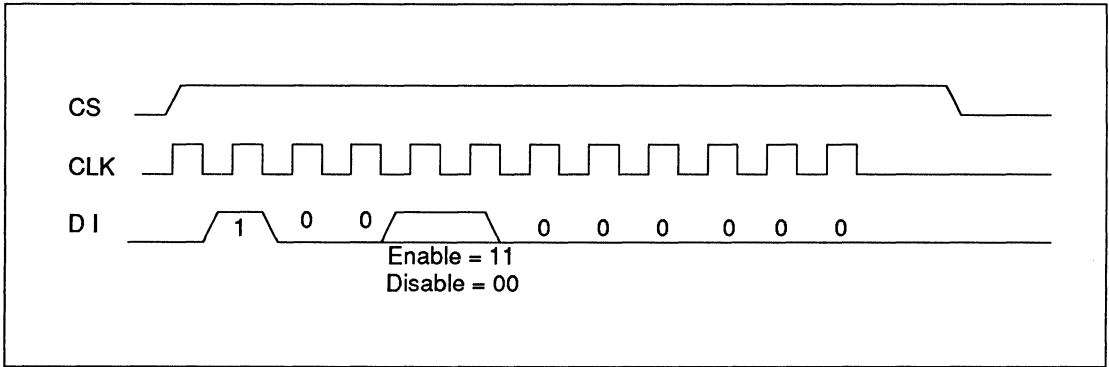 CS
CLK
D I
1 0 0 0 0 0 0 0 0
Enable = 11
Disable = 00